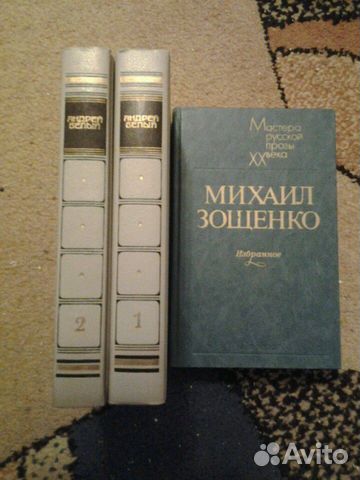 АНДРЕЙ
БЕЛЫЙ
2
АНДРЕЙ
БЕЛЫЙ
1
Мастера
русской
прозы
XX века
МИХАИЛ
ЗОЩЕНКО
Избранное
Avito